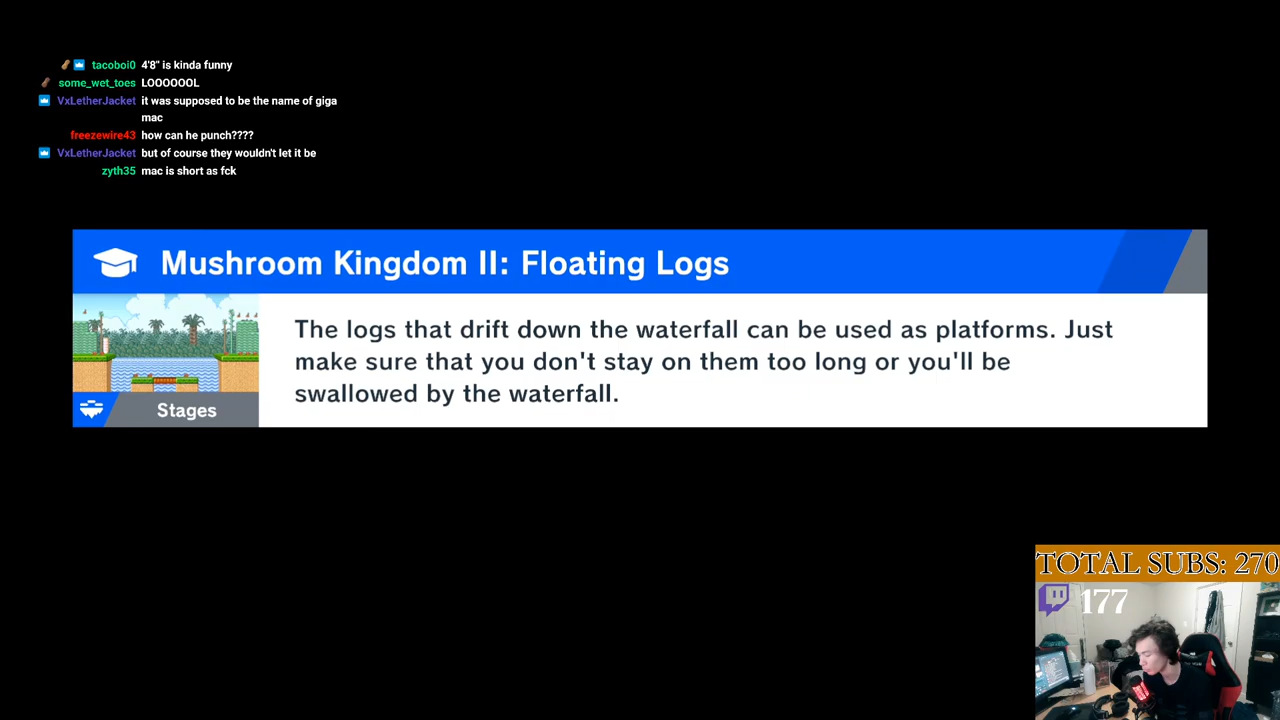 tacoboi0 4'8" is kinda funny
some_wet_toes LOOOOOOL
VxLetherJacket it was supposed to be the name of giga
mac
freezewire43 how can he punch????
VxLetherJacket but of course they wouldn't let it be
zyth35 mac is short as fck
Mushroom Kingdom II: Floating Logs
The logs that drift down the waterfall can be used as platforms. Just
make sure that you don't stay on them too long or you'll be
swallowed by the waterfall.
Stages
TOTAL SUBS: 270
177